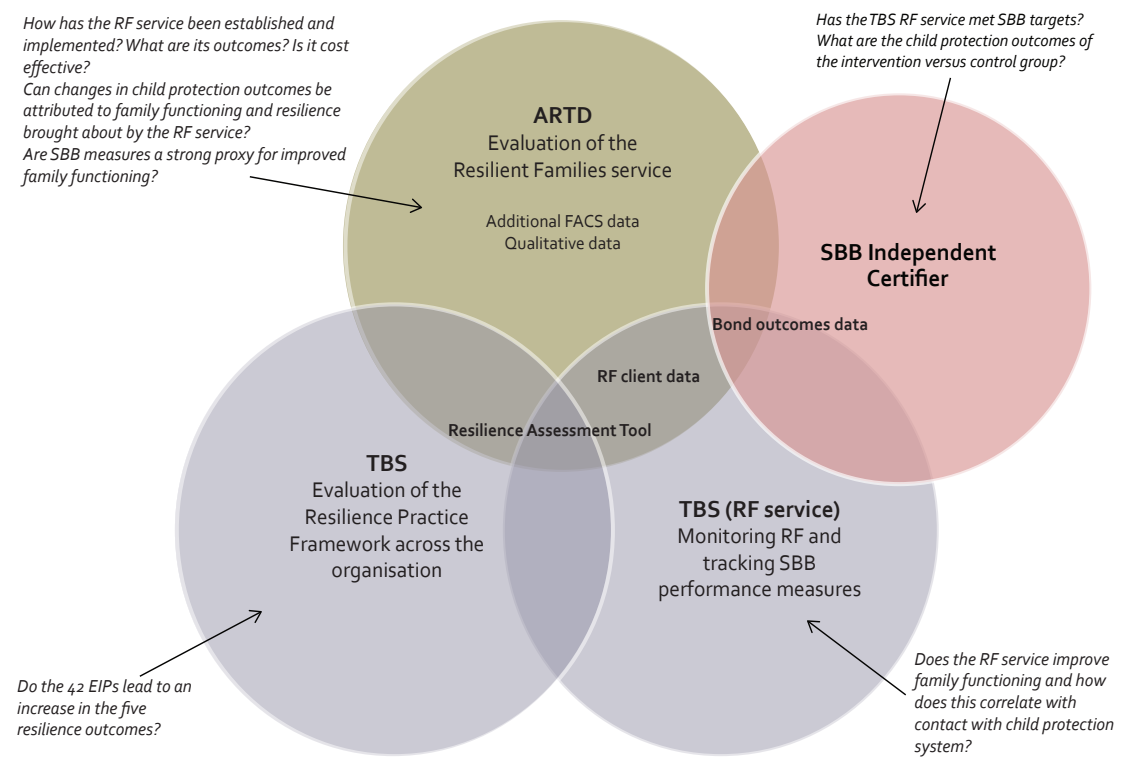 How has the RF service been established and
implemented? What are its outcomes? Is it cost
effective?
Can changes in child protection outcomes be
attributed to family functioning and resilience
brought about by the RF service?
Are SBB measures a strong proxy for improved
family functioning?
Has the TBS RF service met SBB targets?
What are the child protection outcomes of
the intervention versus control group?
ARTD
Evaluation of the
Resilient Families service
Additional FACS data
Qualitative data
SBB Independent
Certifier
Bond outcomes data
RF client data
Resilience Assessment Tool
TBS
Evaluation of the
Resilience Practice
Framework across the
organisation
TBS (RF service)
Monitoring RF and
tracking SBB
performance measures
Do the 42 EIPs lead to an
increase in the five
resilience outcomes?
Does the RF service improve
family functioning and how
does this correlate with
contact with child protection
system?